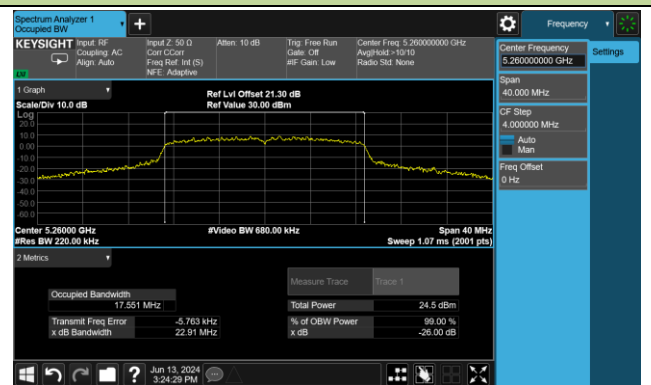 Spectrum Analyzer 1
Occupied BW
Frequency
KEYSIGHT
Input: RF
Coupling: AC
Align: Auto
Input Z: 50 Ω
Corr CCorr
Freq Ref: Int (S)
NFE: Adaptive
Atten: 10 dB
Trig: Free Run
Gate: Off
#IF Gain: Low
Center Freq: 5.260000000 GHz
Avg|Hold:>10/10
Radio Std: None
LXI
Center Frequency
5.260000000 GHz
Settings
Span
40.000 MHz
CF Step
4.000000 MHz
Auto
Man
Freq Offset
0 Hz
1 Graph
Scale/Div 10.0 dB
Ref Lvl Offset 21.30 dB
Ref Value 30.00 dBm
Log
20.0
10.0
0.00
-10.0
-20.0
-30.0
-40.0
-50.0
-60.0
Center 5.26000 GHz
#Res BW 220.00 kHz
#Video BW 680.00 kHz
Span 40 MHz
Sweep 1.07 ms (2001 pts)
2 Metrics
Measure Trace Trace 1
Occupied Bandwidth
17.551 MHz
Total Power 24.5 dBm
Transmit Freq Error -5.763 kHz
% of OBW Power 99.00 %
x dB Bandwidth 22.91 MHz
x dB -26.00 dB
Jun 13, 2024
3:24:29 PM